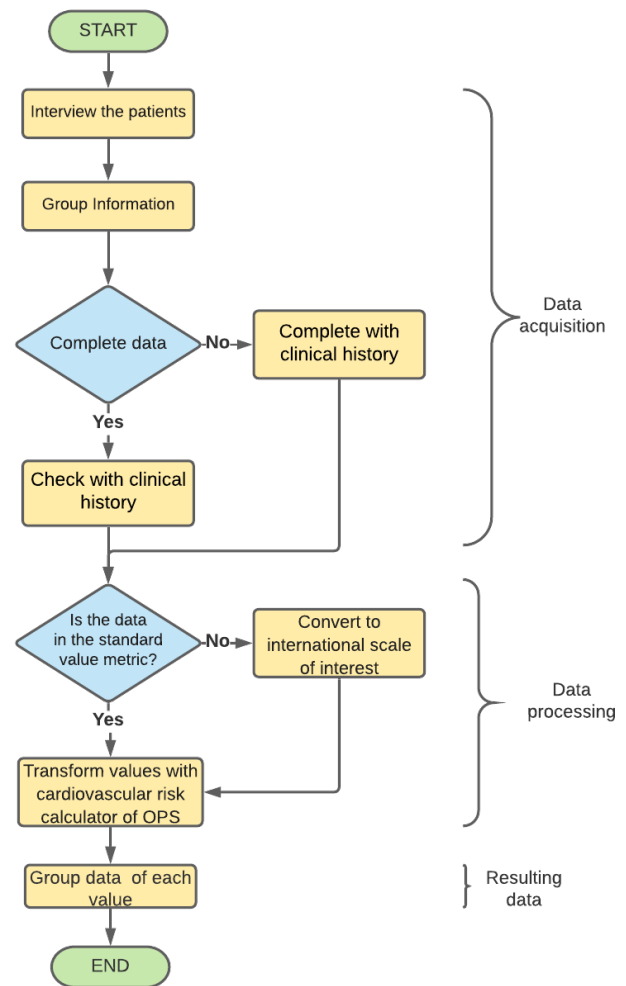 START
Interview the patients
Group Information
Complete data
No
Complete with
clinical history
Data
acquisition
Yes
Check with clinical
history
Is the data
in the standard
value metric?
No
Convert to
international scale
of interest
Data
processing
Yes
Transform values with
cardiovascular risk
calculator of OPS
Group data of each
value
Resulting
data
END